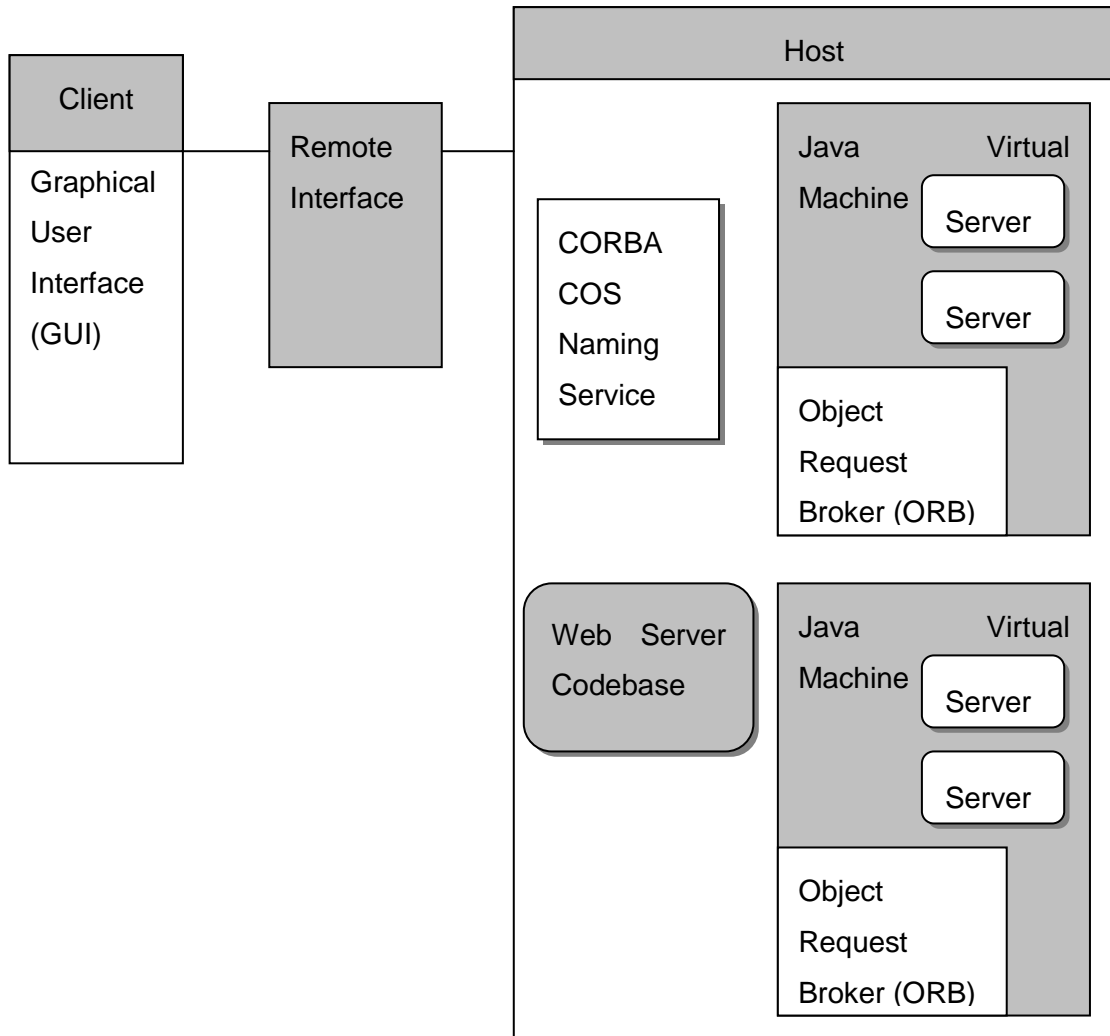 Client
Graphical
User
Interface
(GUI)
Remote
Interface
Host
CORBA
COS
Naming
Service
Java Virtual
Machine
Server
Server
Object
Request
Broker (ORB)
Web Server
Codebase
Java Virtual
Machine
Server
Server
Object
Request
Broker (ORB)